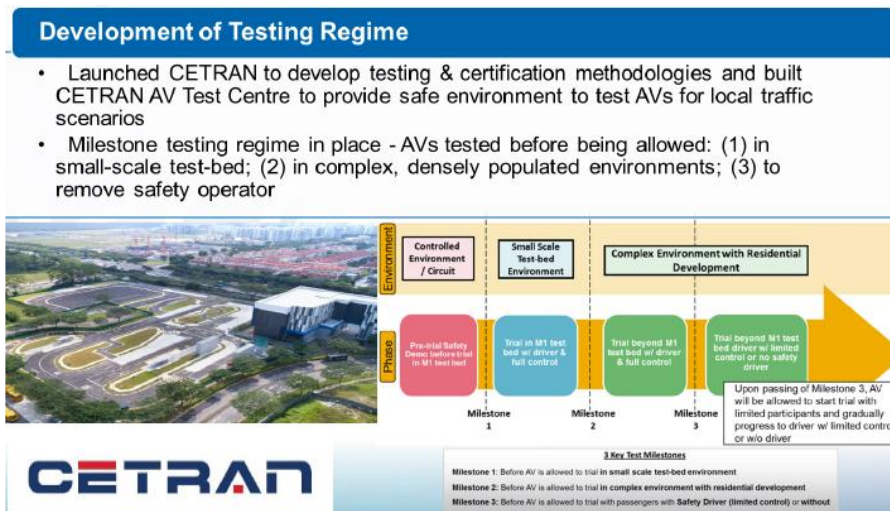 Development of Testing Regime
• Launched CETRAN to develop testing & certification methodologies and built
CETRAN AV Test Centre to provide safe environment to test AVs for local traffic
scenarios
• Milestone testing regime in place - AVs tested before being allowed: (1) in
small-scale test-bed; (2) in complex, densely populated environments; (3) to
remove safety operator
Environment
Controlled
Environment
/ Circuit
Small Scale
Test-bed
Environment
Complex Environment with Residential
Development
Phase
Pre-trial Safety
Demo before trial
in M1 test bed
Trial in M1 test
bed w/ driver &
full control
Trial beyond M1
test bed w/ driver
& full control
Trial beyond M1 test
bed driver w/ limited
control or no safety
driver
Milestone
1
Milestone
2
Milestone
3
Upon passing of Milestone 3, AV
will be allowed to start trial with
limited participants and gradually
progress to driver w/ limited control
or w/o driver
CETRAN
3 Key Test Milestones
Milestone 1: Before AV is allowed to trial in small scale test-bed environment
Milestone 2: Before AV is allowed to trial in complex environment with residential development
Milestone 3: Before AV is allowed to trial with passengers with Safety Driver (limited control) or without